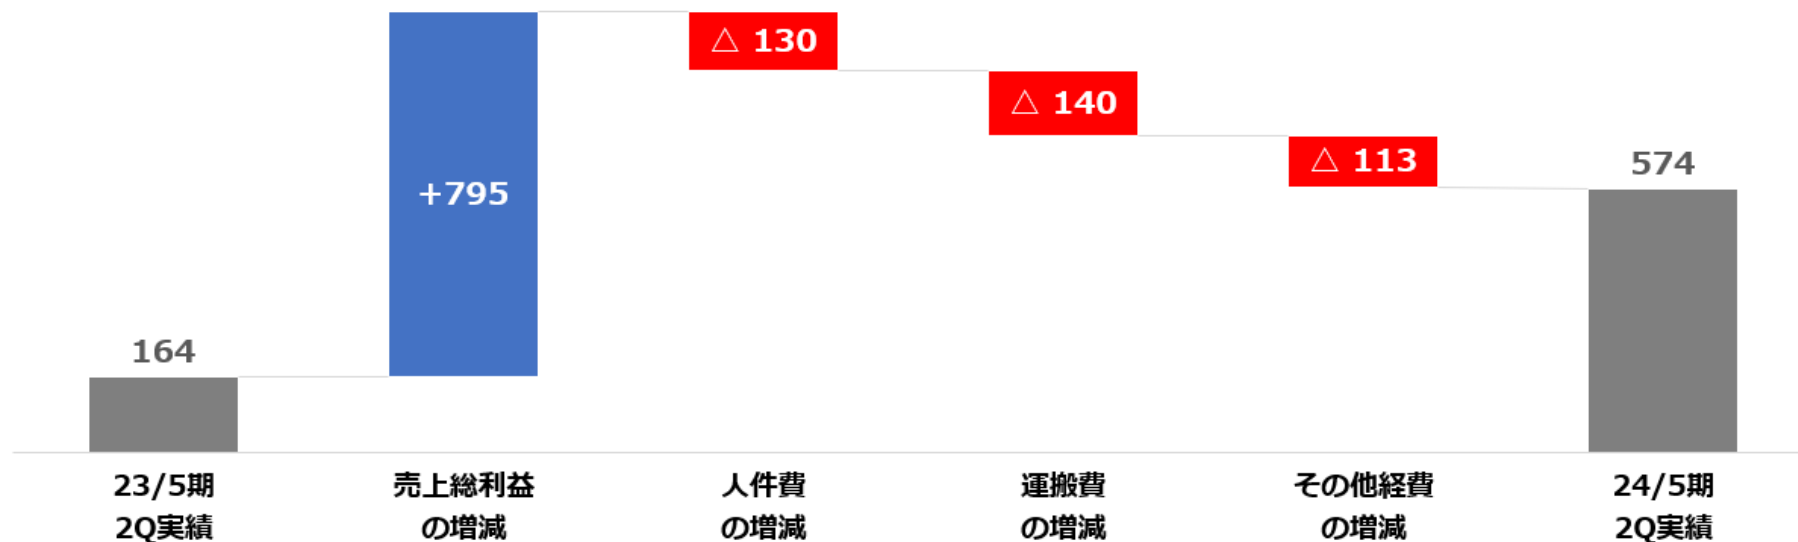 164
+795
△ 130
△ 140
△ 113
574
23/5期
2Q実績
売上総利益
の増減
人件費
の増減
運搬費
の増減
その他経費
の増減
24/5期
2Q実績